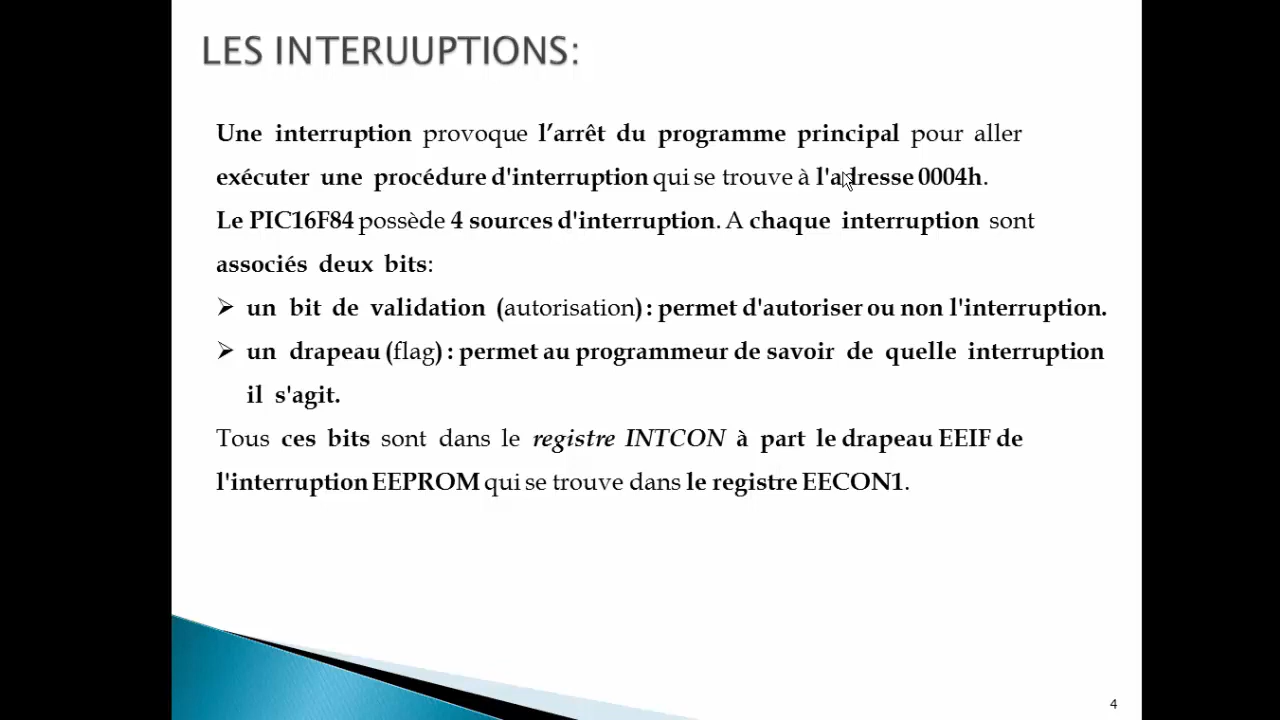 LES INTERUUPTIONS:
Une interruption provoque l’arrêt du programme principal pour aller
exécuter une procédure d'interruption qui se trouve à l'adresse 0004h.
Le PIC16F84 possède 4 sources d'interruption. A chaque interruption sont
associés deux bits:
➢ un bit de validation (autorisation) : permet d'autoriser ou non l'interruption.
➢ un drapeau (flag) : permet au programmeur de savoir de quelle interruption
il s'agit.
Tous ces bits sont dans le registre INTCON à part le drapeau EEIF de
l'interruption EEPROM qui se trouve dans le registre EECON1.
4